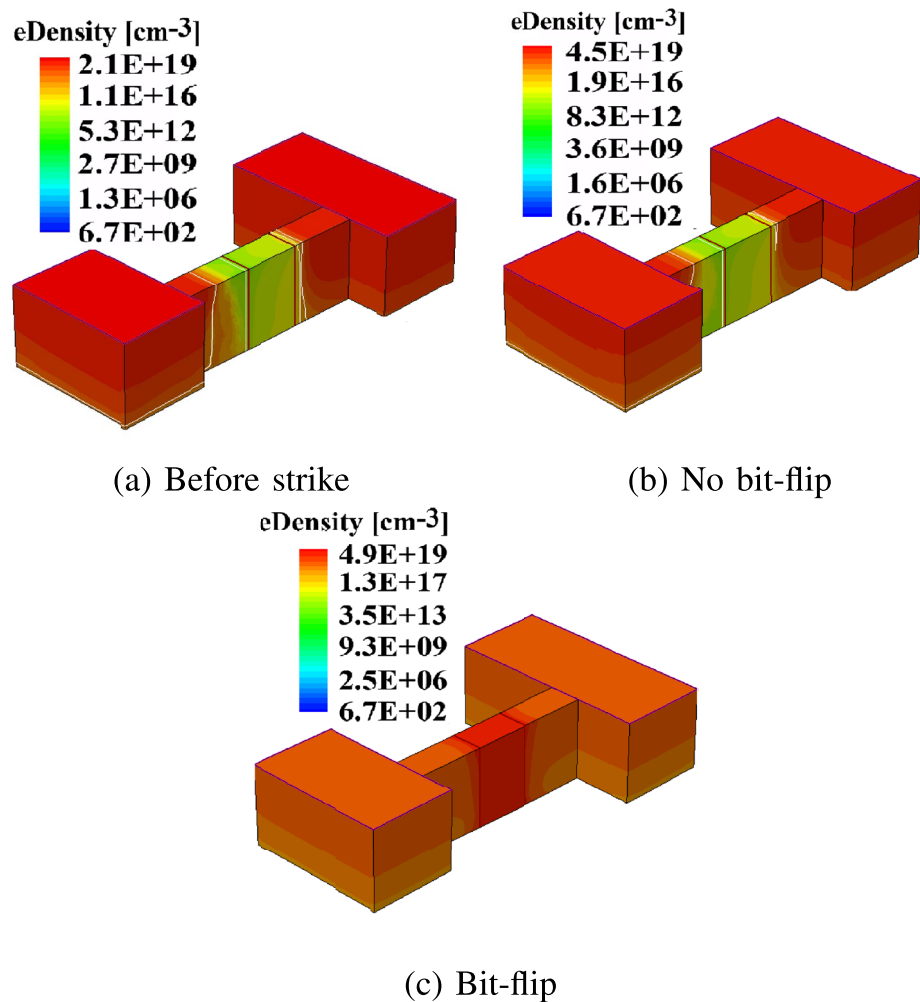 eDensity [cm-3]
2.1E+19
1.1E+16
5.3E+12
2.7E+09
1.3E+06
6.7E+02
(a) Before strike
eDensity [cm-3]
4.5E+19
1.9E+16
8.3E+12
3.6E+09
1.6E+06
6.7E+02
(b) No bit-flip
eDensity [cm-3]
4.9E+19
1.3E+17
3.5E+13
9.3E+09
2.5E+06
6.7E+02
(c) Bit-flip